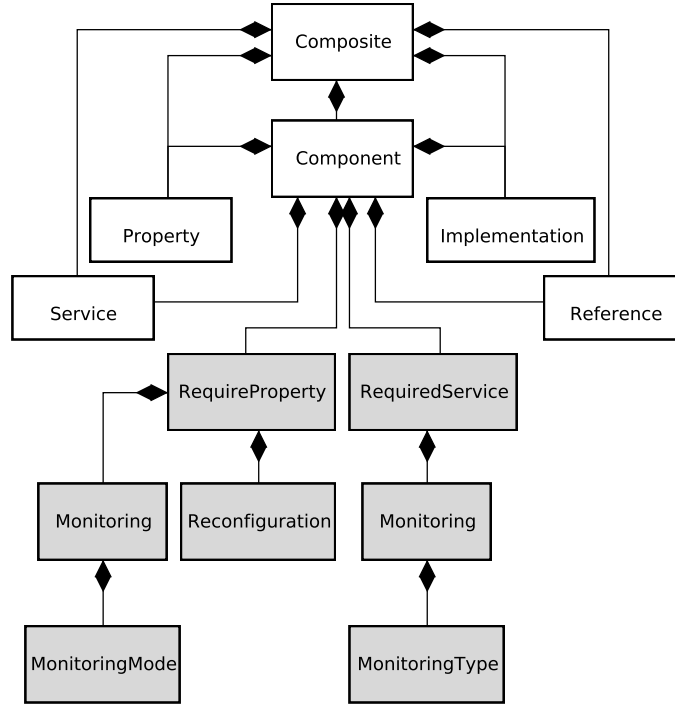 Composite
Component
Property
Implementation
Service
Reference
RequireProperty
RequiredService
Monitoring
Reconfiguration
Monitoring
MonitoringMode
MonitoringType